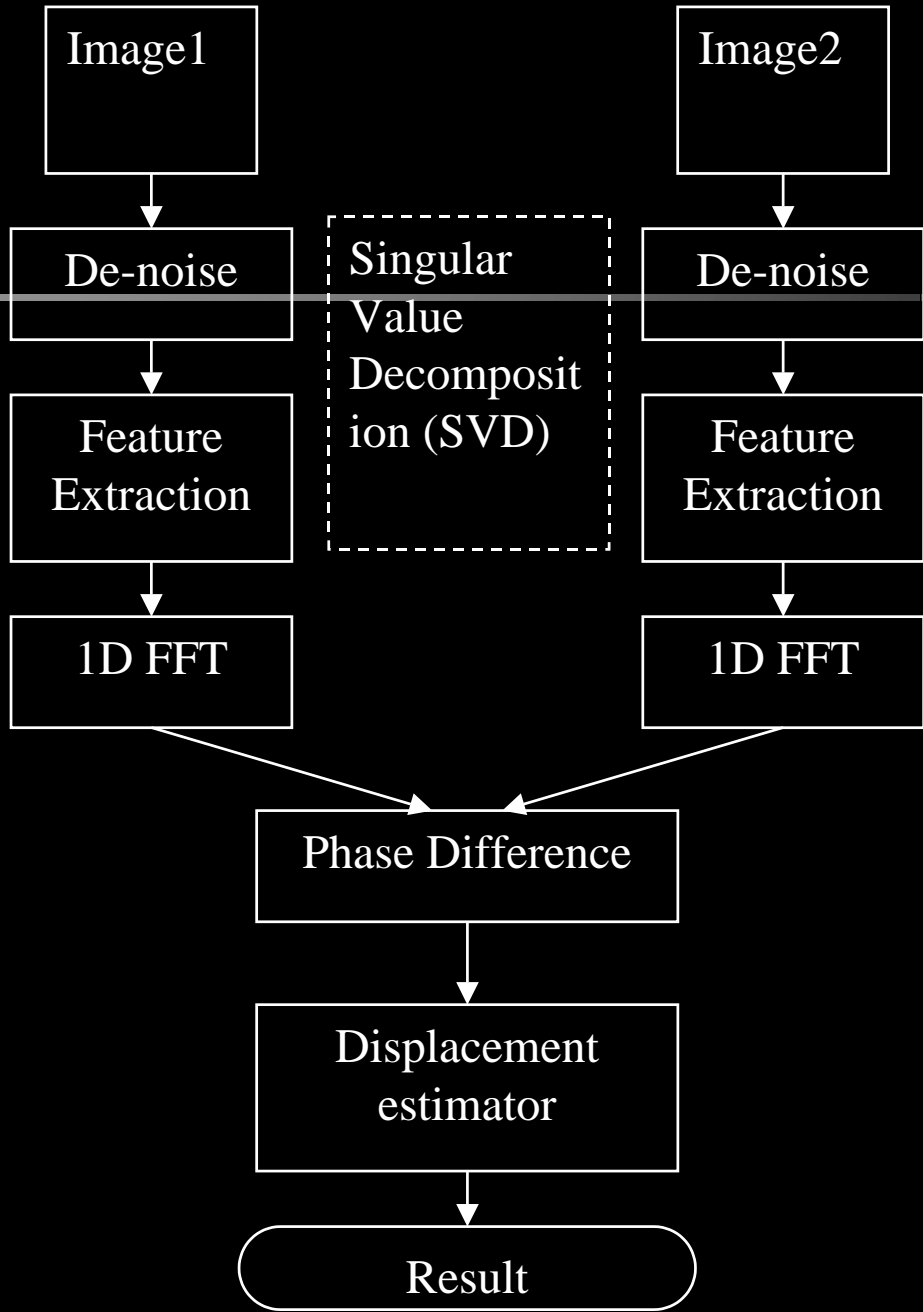 Image1
Image2
De-noise
Singular
Value
Decomposit
ion (SVD)
De-noise
Feature
Extraction
Feature
Extraction
1D FFT
1D FFT
Phase Difference
Displacement
estimator
Result